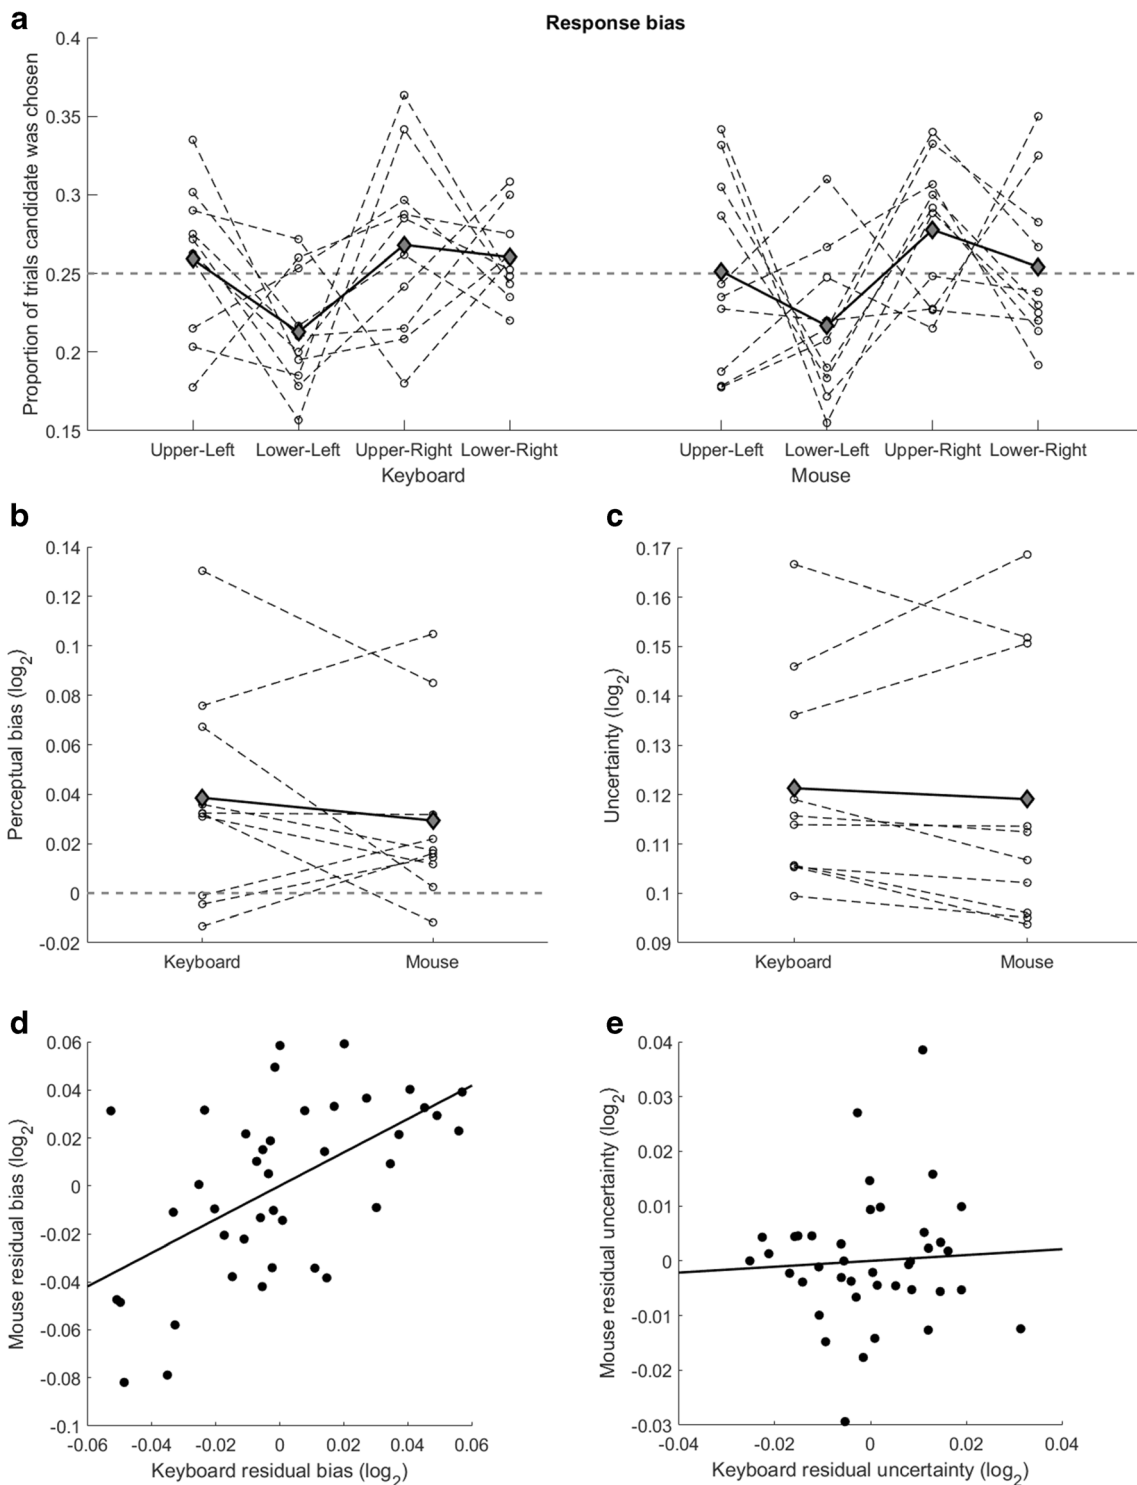 a
Response bias
Proportion of trials candidate was chosen
0.4
0.35
0.3
0.25
0.2
0.15
Upper-Left Lower-Left Upper-Right Lower-Right
Keyboard
Upper-Left Lower-Left Upper-Right Lower-Right
Mouse
b
Perceptual bias (log2)
0.14
0.12
0.1
0.08
0.06
0.04
0.02
0
-0.02
Keyboard Mouse
c
Uncertainty (log2)
0.17
0.16
0.15
0.14
0.13
0.12
0.11
0.1
0.09
Keyboard Mouse
d
Mouse residual bias (log2)
0.06
0.04
0.02
0
-0.02
-0.04
-0.06
-0.08
-0.1
-0.06 -0.04 -0.02 0 0.02 0.04 0.06
Keyboard residual bias (log2)
e
Mouse residual uncertainty (log2)
0.04
0.03
0.02
0.01
0
-0.01
-0.02
-0.03
-0.04 -0.02 0 0.02 0.04
Keyboard residual uncertainty (log2)